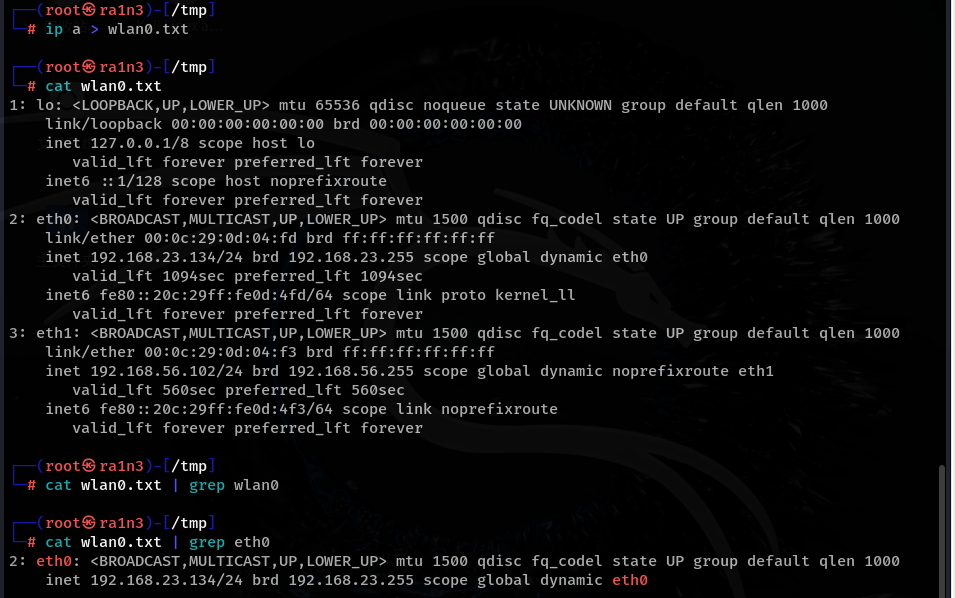 ┌──(root㉿ra1n3)-[/tmp]
└─# ip a > wlan0.txt
┌──(root㉿ra1n3)-[/tmp]
└─# cat wlan0.txt
1: lo: <LOOPBACK,UP,LOWER_UP> mtu 65536 qdisc noqueue state UNKNOWN group default qlen 1000
    link/loopback 00:00:00:00:00:00 brd 00:00:00:00:00:00
    inet 127.0.0.1/8 scope host lo
       valid_lft forever preferred_lft forever
    inet6 ::1/128 scope host noprefixroute
       valid_lft forever preferred_lft forever
2: eth0: <BROADCAST,MULTICAST,UP,LOWER_UP> mtu 1500 qdisc fq_codel state UP group default qlen 1000
    link/ether 00:0c:29:0d:04:fd brd ff:ff:ff:ff:ff:ff
    inet 192.168.23.134/24 brd 192.168.23.255 scope global dynamic eth0
       valid_lft 1094sec preferred_lft 1094sec
    inet6 fe80::20c:29ff:fe0d:4fd/64 scope link proto kernel_ll
       valid_lft forever preferred_lft forever
3: eth1: <BROADCAST,MULTICAST,UP,LOWER_UP> mtu 1500 qdisc fq_codel state UP group default qlen 1000
    link/ether 00:0c:29:0d:04:f3 brd ff:ff:ff:ff:ff:ff
    inet 192.168.56.102/24 brd 192.168.56.255 scope global dynamic noprefixroute eth1
       valid_lft 560sec preferred_lft 560sec
    inet6 fe80::20c:29ff:fe0d:4f3/64 scope link noprefixroute
       valid_lft forever preferred_lft forever
┌──(root㉿ra1n3)-[/tmp]
└─# cat wlan0.txt | grep wlan0
┌──(root㉿ra1n3)-[/tmp]
└─# cat wlan0.txt | grep eth0
2: eth0: <BROADCAST,MULTICAST,UP,LOWER_UP> mtu 1500 qdisc fq_codel state UP group default qlen 1000
    inet 192.168.23.134/24 brd 192.168.23.255 scope global dynamic eth0